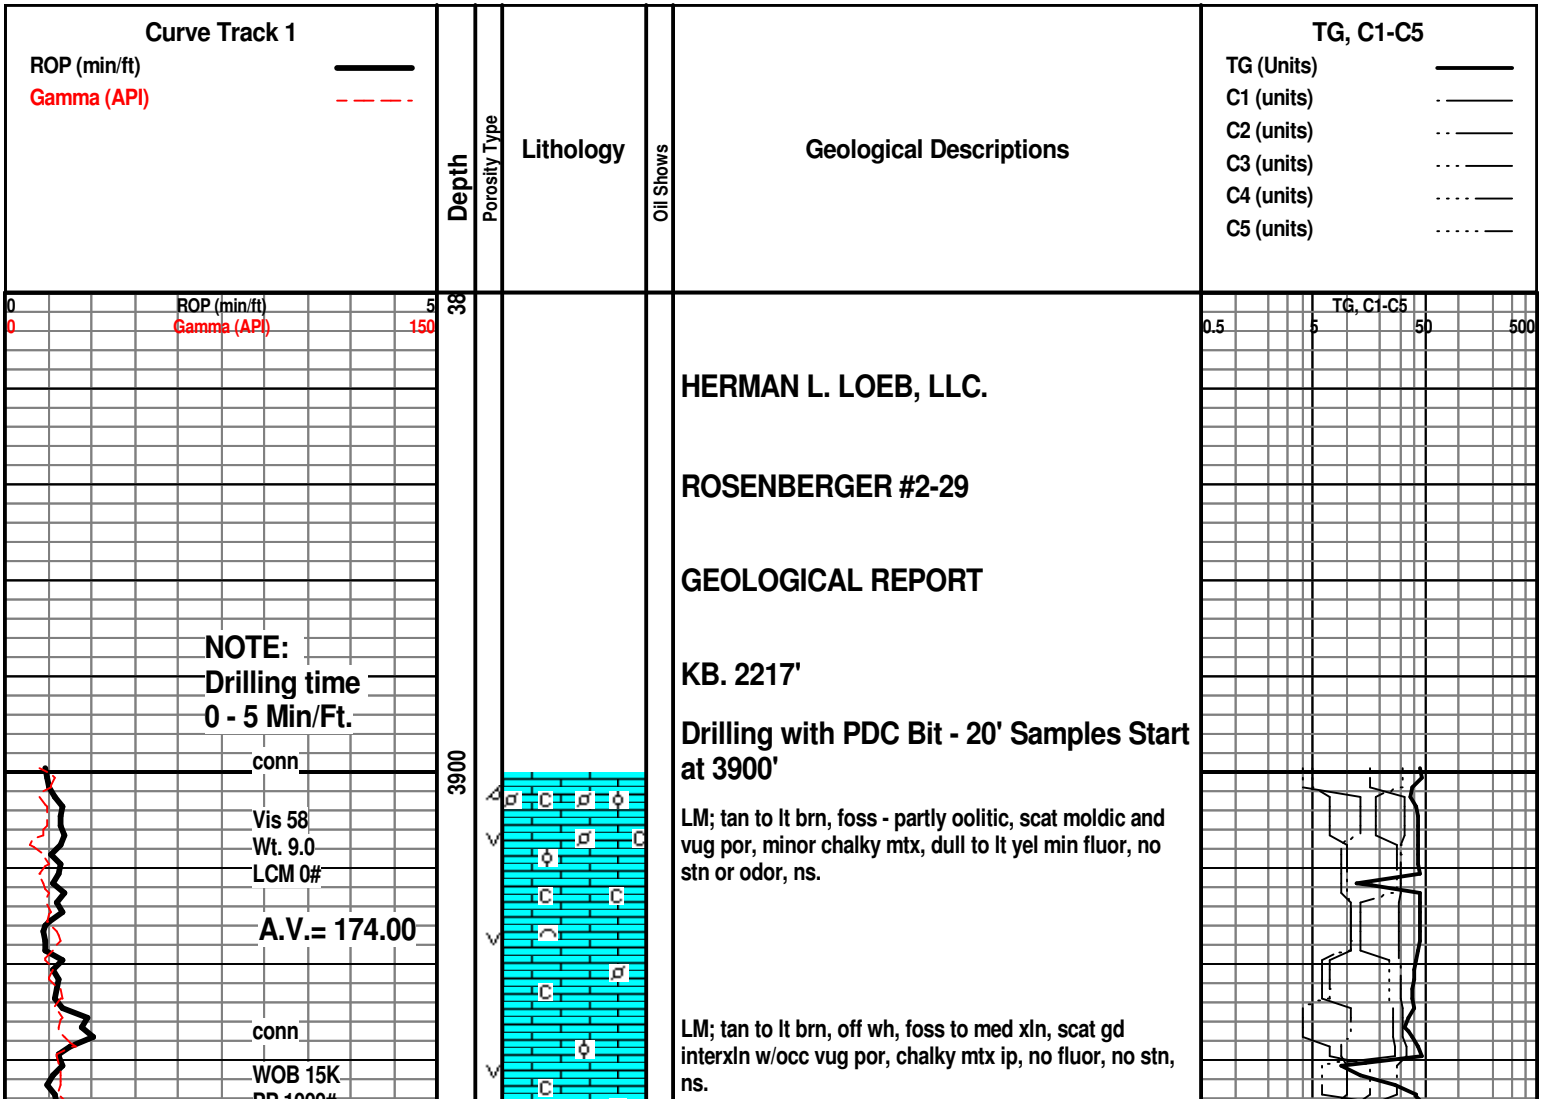 Curve Track 1
ROP (min/ft)
Gamma (API)
Depth
Porosity Type
Lithology
Oil Shows
Geological Descriptions
TG, C1-C5
TG (Units)
C1 (units)
C2 (units)
C3 (units)
C4 (units)
C5 (units)
0 ROP (min/ft) 5
0 Gamma (API) 150
38
TG, C1-C5
0.5 5 50 500
HERMAN L. LOEB, LLC.
ROSENBERGER #2-29
GEOLOGICAL REPORT
KB. 2217'
NOTE:
Drilling time
0 - 5 Min/Ft.
Drilling with PDC Bit - 20' Samples Start
at 3900'
conn
3900
Vis 58
Wt. 9.0
LCM 0#
A.V.= 174.00
LM; tan to lt brn, foss - partly oolitic, scat moldic and
vug por, minor chalky mtx, dull to lt yel min fluor, no
stn or odor, ns.
C
C
C C
C
C
conn
LM; tan to lt brn, off wh, foss to med xln, scat gd
interxln w/occ vug por, chalky mtx ip, no fluor, no stn,
ns.
WOB 15K